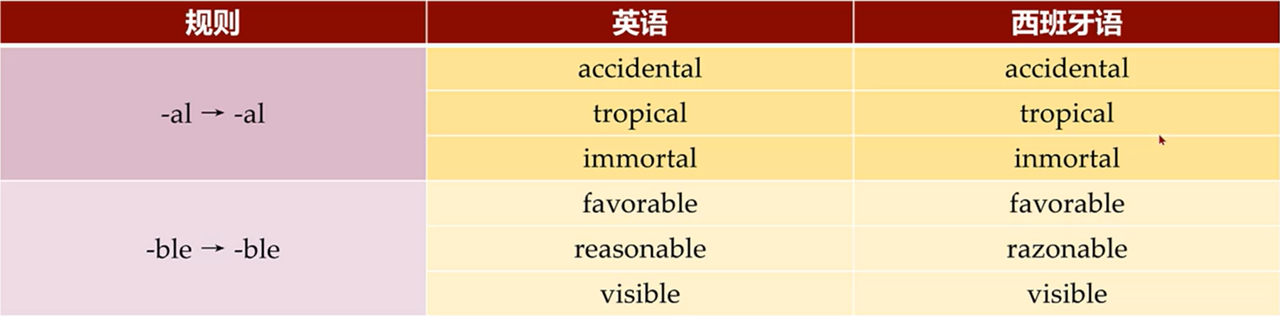 规则 英语 西班牙语
-al → -al
accidental accidental
tropical tropical
immortal inmortal
-ble → -ble
favorable favorable
reasonable razonable
visible visible